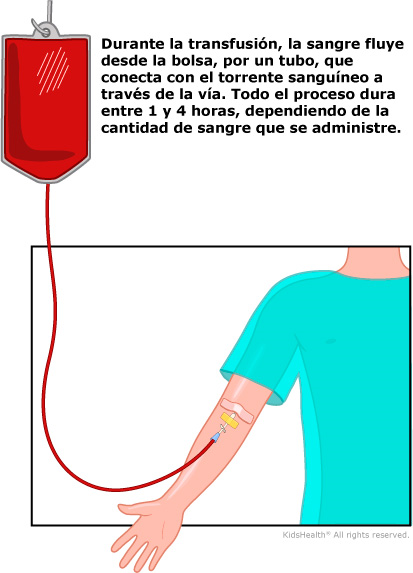 Durante la transfusión, la sangre fluye
desde la bolsa, por un tubo, que
conecta con el torrente sanguíneo a
través de la vía. Todo el proceso dura
entre 1 y 4 horas, dependiendo de la
cantidad de sangre que se administre.
KidsHealth® All rights reserved.